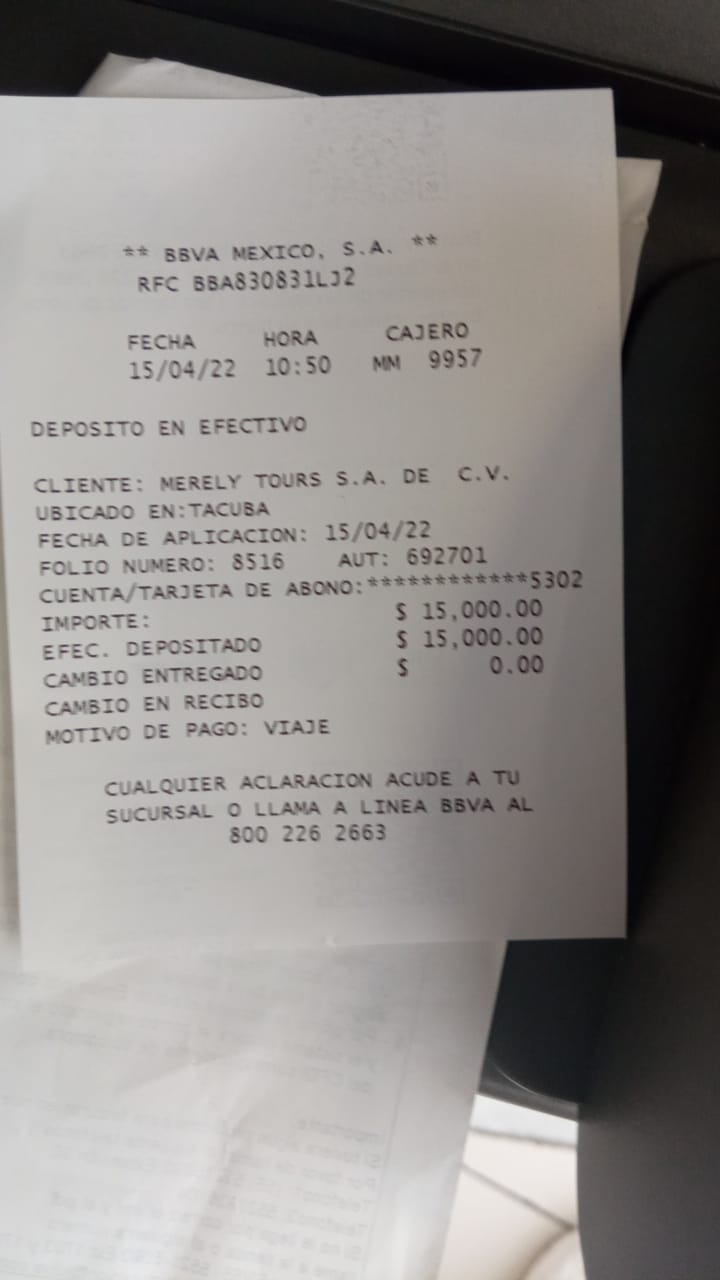 ** BBVA MEXICO, S.A. **
RFC BBA830831LJ2
FECHA HORA CAJERO
15/04/22 10:50 MM 9957
DEPOSITO EN EFECTIVO
CLIENTE: MERELY TOURS S.A. DE C.V.
UBICADO EN:TACUBA
FECHA DE APLICACION: 15/04/22
FOLIO NUMERO: 8516 AUT: 692701
CUENTA/TARJETA DE ABONO:************5302
IMPORTE: $ 15,000.00
EFEC. DEPOSITADO $ 15,000.00
CAMBIO ENTREGADO $ 0.00
CAMBIO EN RECIBO
MOTIVO DE PAGO: VIAJE
CUALQUIER ACLARACION ACUDE A TU
SUCURSAL O LLAMA A LINEA BBVA AL
800 226 2663